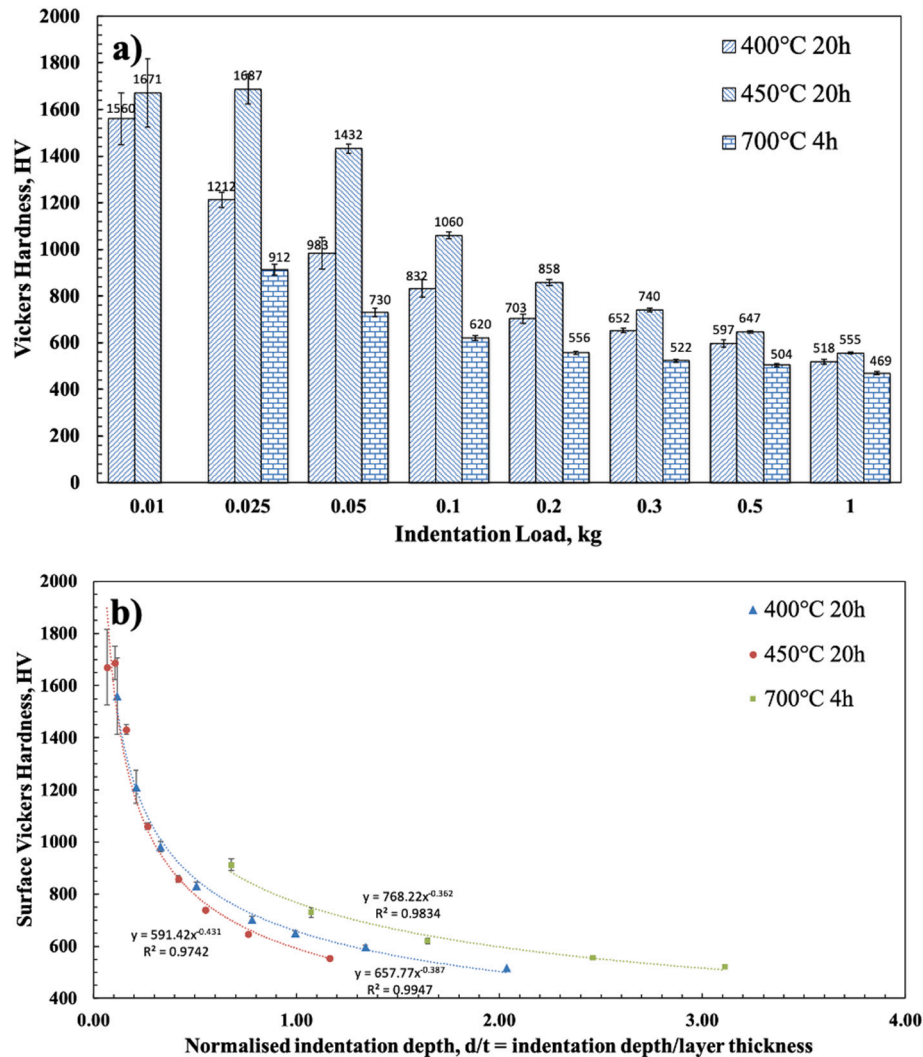 a)
400°C 20h
450°C 20h
700°C 4h
Vickers Hardness, HV
2000
1800
1600
1400
1200
1000
800
600
400
200
0
1560
1671
1212
1687
912
983
1432
730
832
1060
620
703
858
556
652
740
522
597
647
504
518
555
469
0.01 0.025 0.05 0.1 0.2 0.3 0.5 1
Indentation Load, kg
b)
400°C 20h
450°C 20h
700°C 4h
Surface Vickers Hardness, HV
2000
1800
1600
1400
1200
1000
800
600
400
y = 768.22x^-0.362
R² = 0.9834
y = 591.42x^-0.431
R² = 0.9742
y = 657.77x^-0.387
R² = 0.9947
0.00 1.00 2.00 3.00 4.00
Normalised indentation depth, d/t = indentation depth/layer thickness